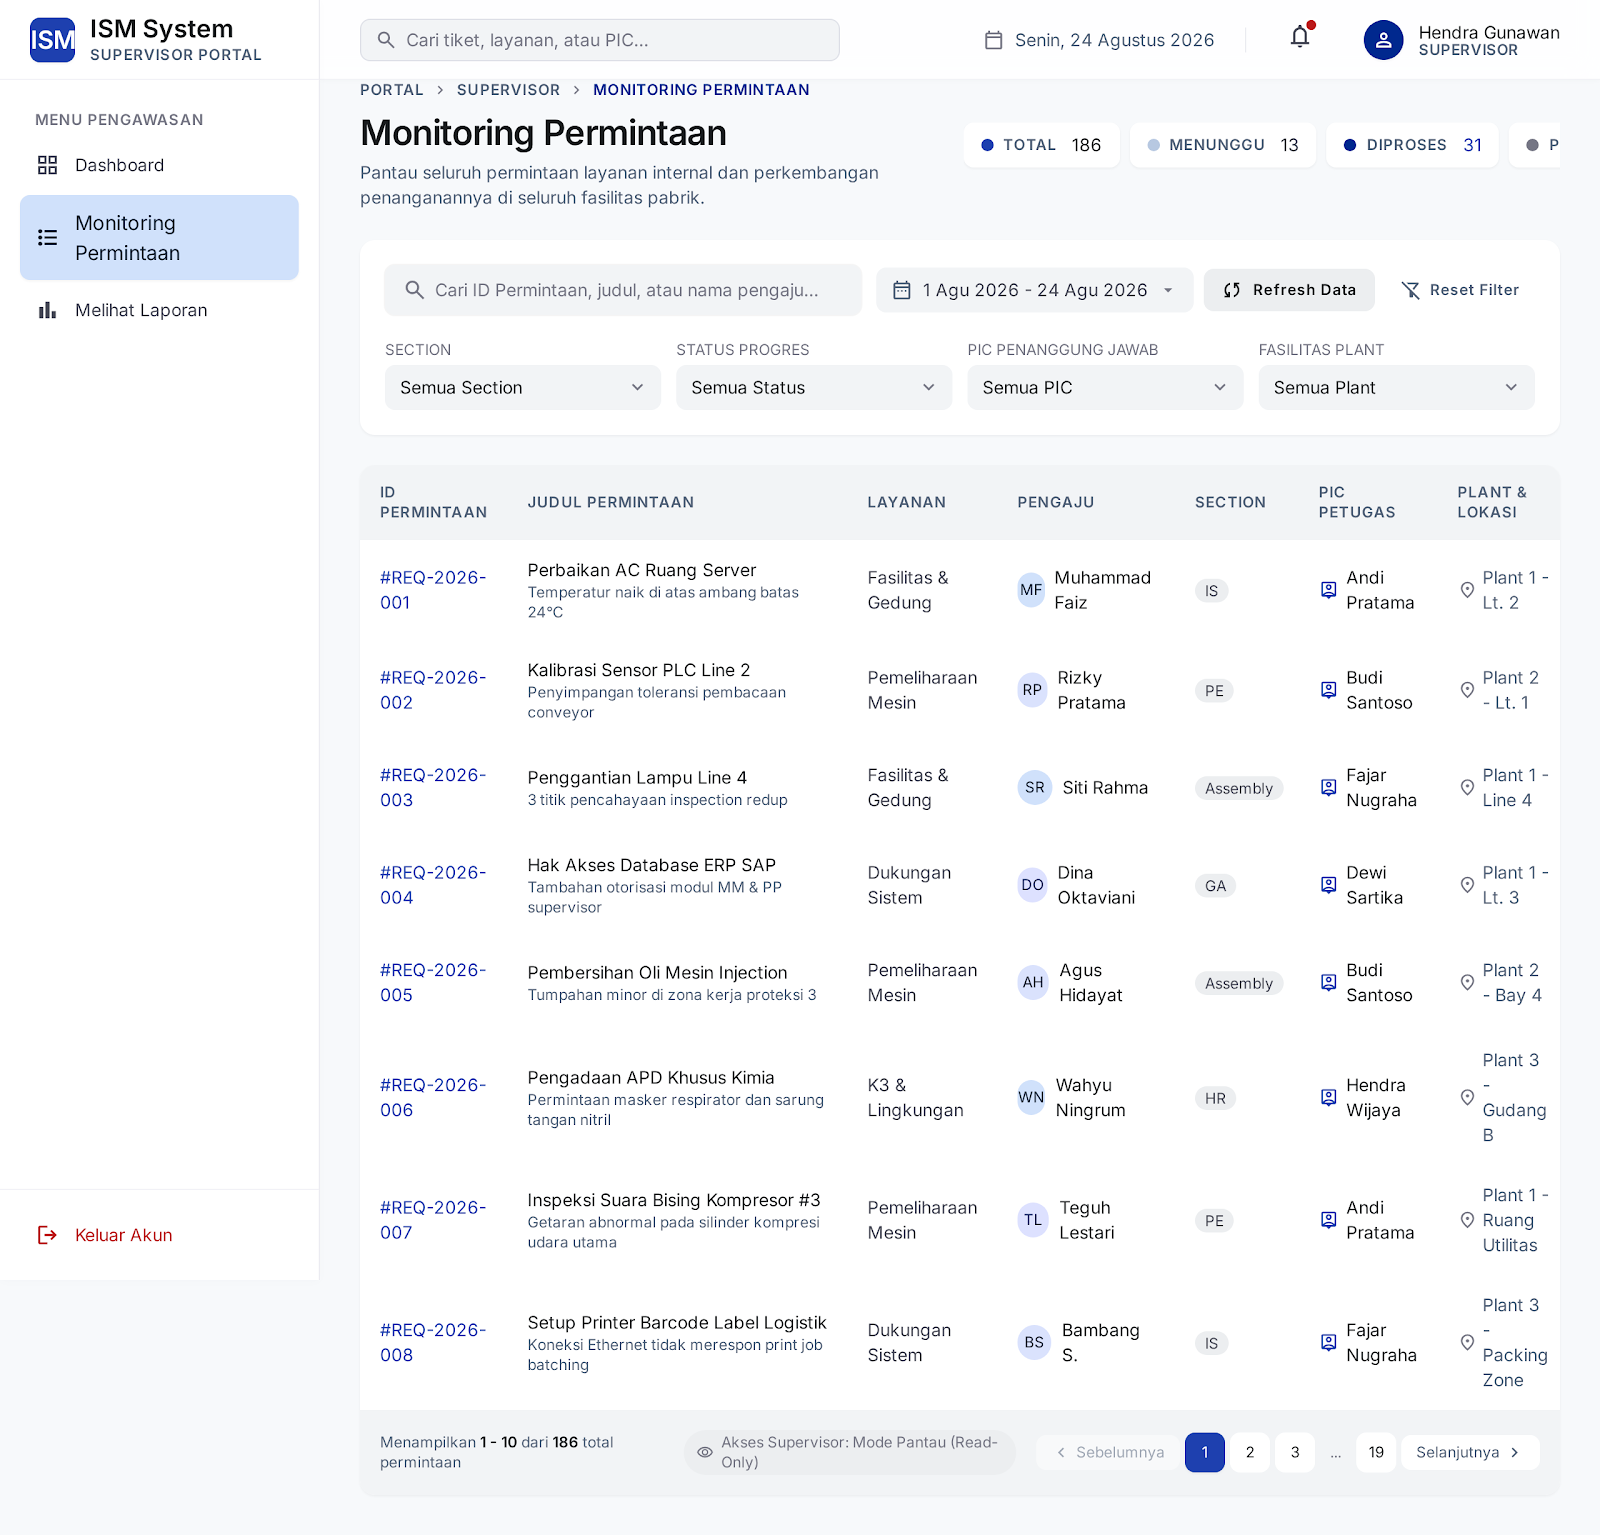 ISM
ISM System
SUPERVISOR PORTAL
Cari tiket, layanan, atau PIC...
Senin, 24 Agustus 2026
Hendra Gunawan
SUPERVISOR
MENU PENGAWASAN
Dashboard
Monitoring
Permintaan
Melihat Laporan
Keluar Akun
PORTAL > SUPERVISOR > MONITORING PERMINTAAN
Monitoring Permintaan
Pantau seluruh permintaan layanan internal dan perkembangan
penanganannya di seluruh fasilitas pabrik.
TOTAL 186
MENUNGGU 13
DIPROSES 31
P
Cari ID Permintaan, judul, atau nama pengaju...
1 Agu 2026 - 24 Agu 2026
Refresh Data
Reset Filter
SECTION
STATUS PROGRES
PIC PENANGGUNG JAWAB
FASILITAS PLANT
Semua Section
Semua Status
Semua PIC
Semua Plant
ID
PERMINTAAN
JUDUL PERMINTAAN
LAYANAN
PENGAJU
SECTION
PIC
PETUGAS
PLANT &
LOKASI
#REQ-2026-
001
Perbaikan AC Ruang Server
Temperatur naik di atas ambang batas
24°C
Fasilitas &
Gedung
MF
Muhammad
Faiz
IS
Andi
Pratama
Plant 1 -
Lt. 2
#REQ-2026-
002
Kalibrasi Sensor PLC Line 2
Penyimpangan toleransi pembacaan
conveyor
Pemeliharaan
Mesin
RP
Rizky
Pratama
PE
Budi
Santoso
Plant 2
- Lt. 1
#REQ-2026-
003
Penggantian Lampu Line 4
3 titik pencahayaan inspection redup
Fasilitas &
Gedung
SR
Siti Rahma
Assembly
Fajar
Nugraha
Plant 1 -
Line 4
#REQ-2026-
004
Hak Akses Database ERP SAP
Tambahan otorisasi modul MM & PP
supervisor
Dukungan
Sistem
DO
Dina
Oktaviani
GA
Dewi
Sartika
Plant 1 -
Lt. 3
#REQ-2026-
005
Pembersihan Oli Mesin Injection
Tumpahan minor di zona kerja proteksi 3
Pemeliharaan
Mesin
AH
Agus
Hidayat
Assembly
Budi
Santoso
Plant 2
- Bay 4
#REQ-2026-
006
Pengadaan APD Khusus Kimia
Permintaan masker respirator dan sarung
tangan nitril
K3 &
Lingkungan
WN
Wahyu
Ningrum
HR
Hendra
Wijaya
Plant 3
-
Gudang
B
#REQ-2026-
007
Inspeksi Suara Bising Kompresor #3
Getaran abnormal pada silinder kompresi
udara utama
Pemeliharaan
Mesin
TL
Teguh
Lestari
PE
Andi
Pratama
Plant 1 -
Ruang
Utilitas
#REQ-2026-
008
Setup Printer Barcode Label Logistik
Koneksi Ethernet tidak merespon print job
batching
Dukungan
Sistem
BS
Bambang
S.
IS
Fajar
Nugraha
Plant 3
-
Packing
Zone
Menampilkan 1 - 10 dari 186 total
permintaan
Akses Supervisor: Mode Pantau (Read-
Only)
Sebelumnya
1
2
3
...
19
Selanjutnya